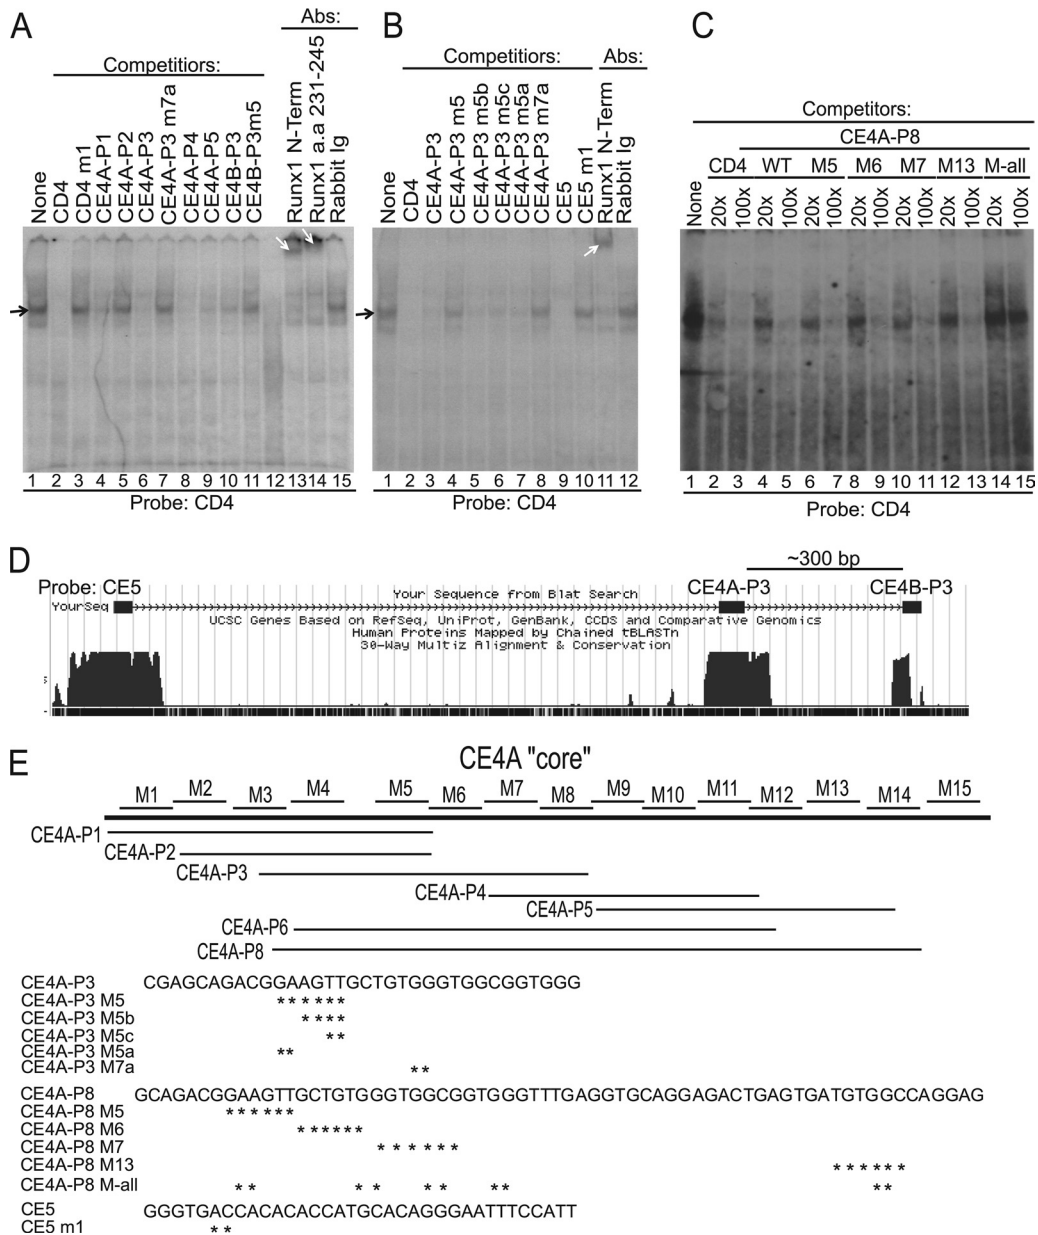 A
Competitiors:
Abs:
None
CD4
CD4 m1
CE4A-P1
CE4A-P2
CE4A-P3
CE4A-P3 m7a
CE4A-P4
CE4A-P5
CE4B-P3
CE4B-P3m5
Runx1 N-Term
Runx1 a.a 231-245
Rabbit Ig
1 2 3 4 5 6 7 8 9 10 11 12 13 14 15
Probe: CD4
B
Competitiors:
Abs:
None
CD4
CE4A-P3
CE4A-P3 m5
CE4A-P3 m5b
CE4A-P3 m5c
CE4A-P3 m5a
CE4A-P3 m7a
CE5
CE5 m1
Runx1 N-Term
Rabbit Ig
1 2 3 4 5 6 7 8 9 10 11 12
Probe: CD4
C
Competitors:
CE4A-P8
CD4 WT M5 M6 M7 M13 M-all
None 20x 100x 20x 100x 20x 100x 20x 100x 20x 100x 20x 100x 20x 100x
1 2 3 4 5 6 7 8 9 10 11 12 13 14 15
Probe: CD4
D
~300 bp
Probe: CE5 CE4A-P3 CE4B-P3
Your Sequence from Blat Search
YourSeq
UCSC Genes Based on RefSeq, UniProt, GenBank, CCDS and Comparative Genomics
Human Proteins Mapped by Chained tBLASTn
30-Way Multiz Alignment & Conservation
E
CE4A "core"
M1 M2 M3 M4 M5 M6 M7 M8 M9 M10 M11 M12 M13 M14 M15
CE4A-P1
CE4A-P2
CE4A-P3
CE4A-P4
CE4A-P5
CE4A-P6
CE4A-P8
CE4A-P3 CGAGCAGACGGAAGTTGCTGTGGGTGGCGGTGGG
CE4A-P3 M5 * * * * * *
CE4A-P3 M5b * * * *
CE4A-P3 M5c * *
CE4A-P3 M5a **
CE4A-P3 M7a * *
CE4A-P8 GCAGACGGAAGTTGCTGTGGGTGGCGGTGGGTTTGAGGTGCAGGAGACTGAGTGATGTGGCCAGGAG
CE4A-P8 M5 * * * * * *
CE4A-P8 M6 * * * * * *
CE4A-P8 M7 * * * * * *
CE4A-P8 M13 * * * * * *
CE4A-P8 M-all * * * * * * * * * *
CE5 GGGTGACCACACACCATGCACAGGGAATTTCCATT
CE5 m1 * *